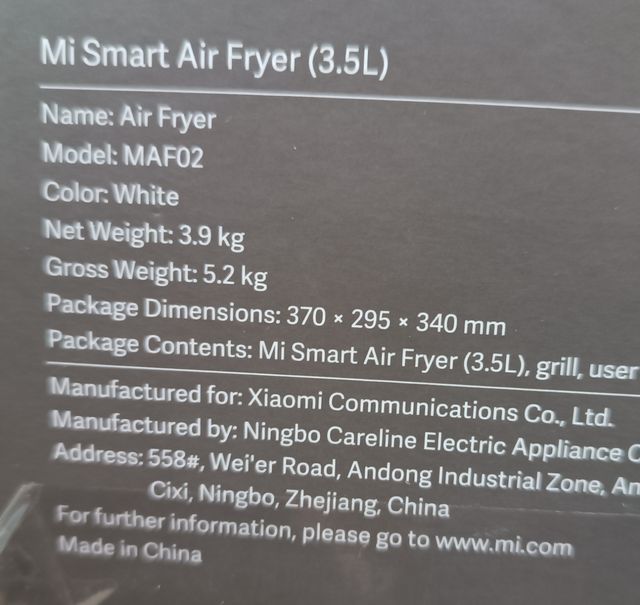 Mi Smart Air Fryer (3.5L)
Name: Air Fryer
Model: MAF02
Color: White
Net Weight: 3.9 kg
Gross Weight: 5.2 kg
Package Dimensions: 370 × 295 × 340 mm
Package Contents: Mi Smart Air Fryer (3.5L), grill, user
Manufactured for: Xiaomi Communications Co., Ltd.
Manufactured by: Ningbo Careline Electric Appliance
Address: 558#, Wei'er Road, Andong Industrial Zone,
Cixi, Ningbo, Zhejiang, China
For further information, please go to www.mi.com
Made in China